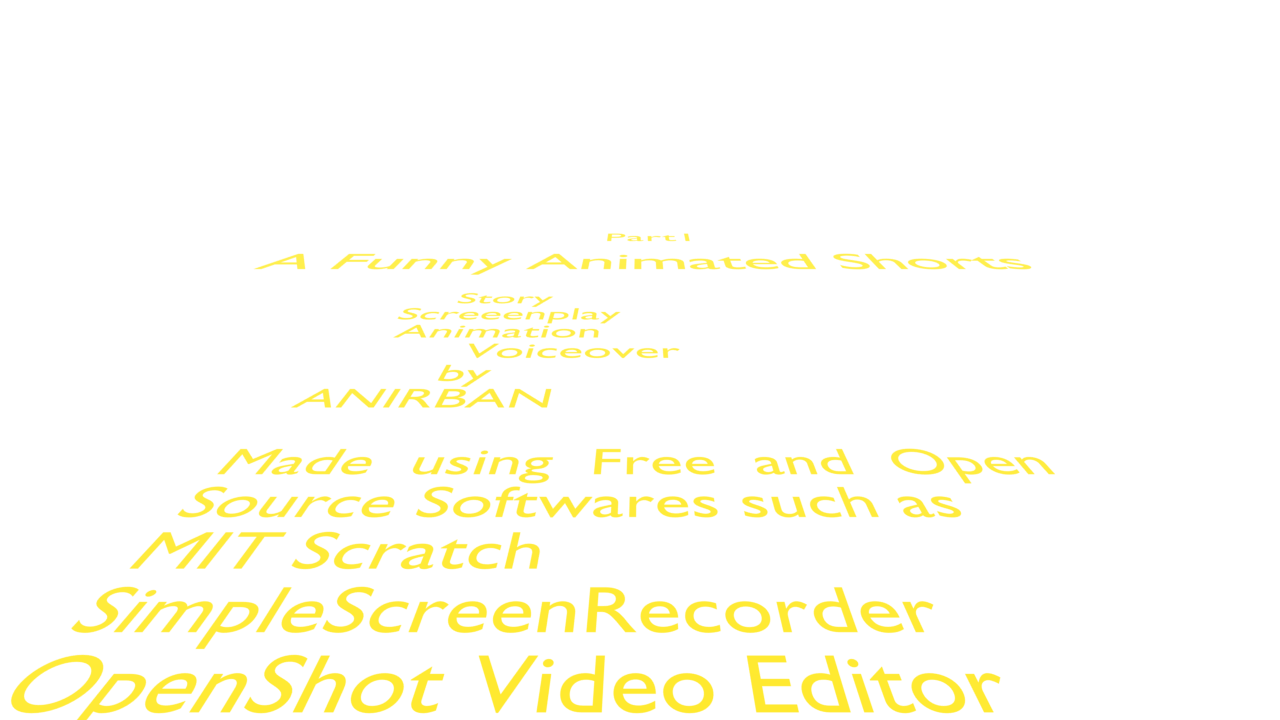 Part1
A Funny Animated Shorts
Story
Screeenplay
Animation
Voiceover
by
ANIRBAN
Made using Free and Open
Source Softwares such as
MIT Scratch
SimpleScreenRecorder
OpenShot Video Editor